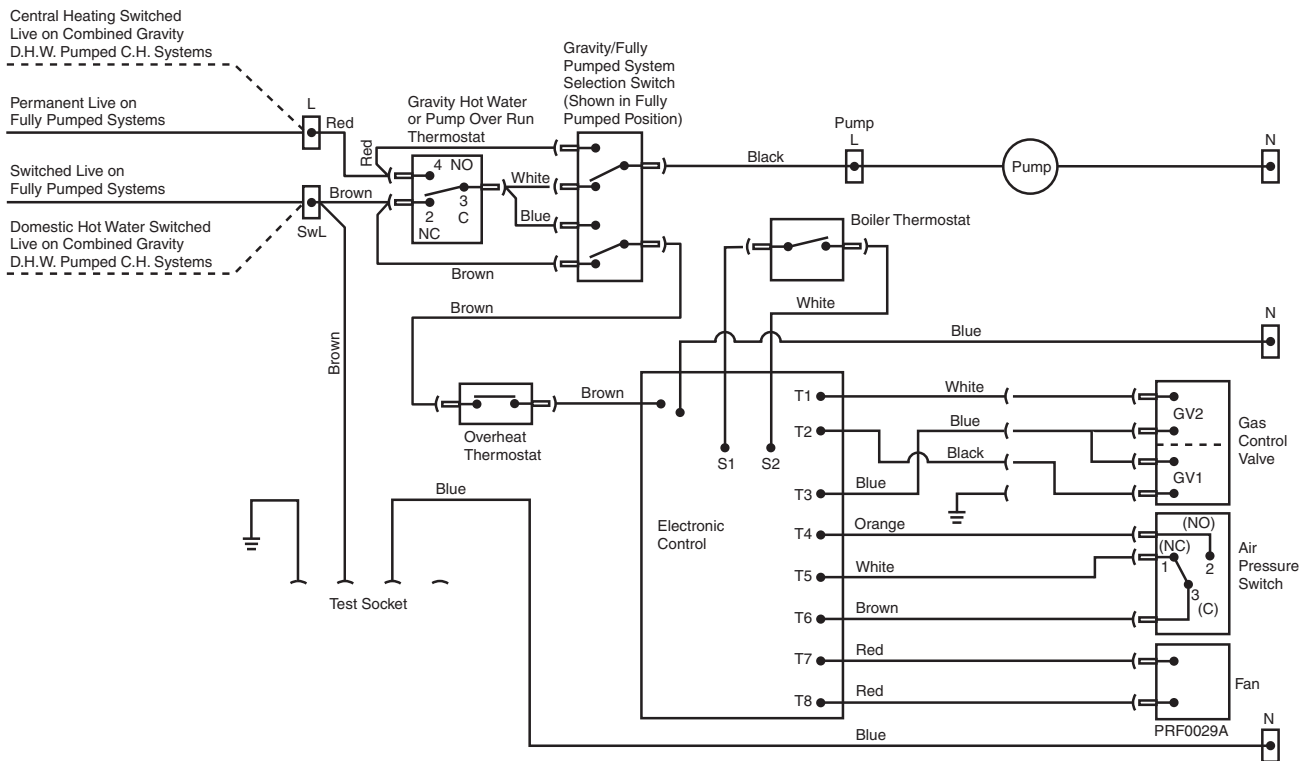 Central Heating Switched
Live on Combined Gravity
D.H.W. Pumped C.H. Systems
Permanent Live on
Fully Pumped Systems
L
Red
Red
Switched Live on
Fully Pumped Systems
Brown
SwL
Domestic Hot Water Switched
Live on Combined Gravity
D.H.W. Pumped C.H. Systems
Gravity Hot Water
or Pump Over Run
Thermostat
4 NO
3
C
2
NC
White
Blue
Brown
Gravity/Fully
Pumped System
Selection Switch
(Shown in Fully
Pumped Position)
Black
Pump
L
Pump
N
Boiler Thermostat
White
Brown
Brown
Blue
N
Overheat
Thermostat
Brown
S1
S2
Electronic
Control
T1
White
T2
Blue
Black
T3
Blue
GV2
GV1
Gas
Control
Valve
T4
Orange
T5
White
T6
Brown
(NO)
(NC)
1
2
3
(C)
Air
Pressure
Switch
T7
Red
T8
Red
Fan
PRF0029A
Blue
Test Socket
Blue
N